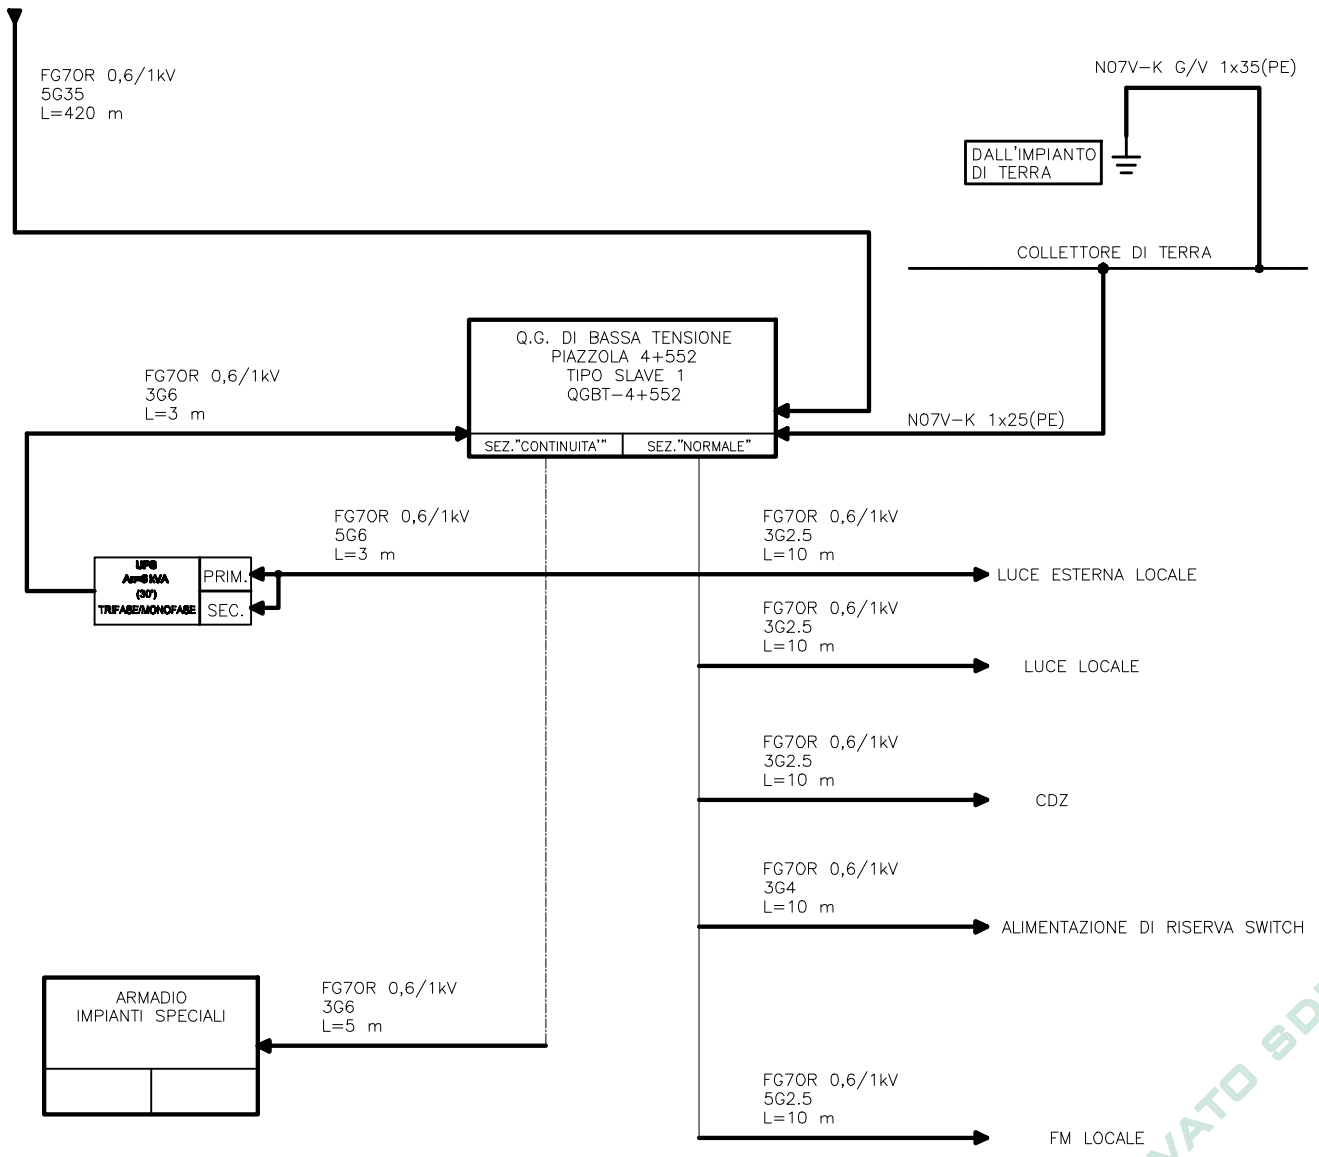 FG7OR 0,6/1kV
5G35
L=420 m
N07V-K G/V 1x35(PE)
DALL'IMPIANTO
DI TERRA
COLLETTORE DI TERRA
Q.G. DI BASSA TENSIONE
PIAZZOLA 4+552
TIPO SLAVE 1
QGBT-4+552
SEZ."CONTINUITA'"
SEZ."NORMALE"
FG7OR 0,6/1kV
3G6
L=3 m
N07V-K 1x25(PE)
FG7OR 0,6/1kV
5G6
L=3 m
UPS
An=6 kVA
(30')
TRIFASE/MONOFASE
PRIM.
SEC.
FG7OR 0,6/1kV
3G2.5
L=10 m
LUCE ESTERNA LOCALE
FG7OR 0,6/1kV
3G2.5
L=10 m
LUCE LOCALE
FG7OR 0,6/1kV
3G2.5
L=10 m
CDZ
FG7OR 0,6/1kV
3G4
L=10 m
ALIMENTAZIONE DI RISERVA SWITCH
ARMADIO
IMPIANTI SPECIALI
FG7OR 0,6/1kV
3G6
L=5 m
FG7OR 0,6/1kV
5G2.5
L=10 m
FM LOCALE